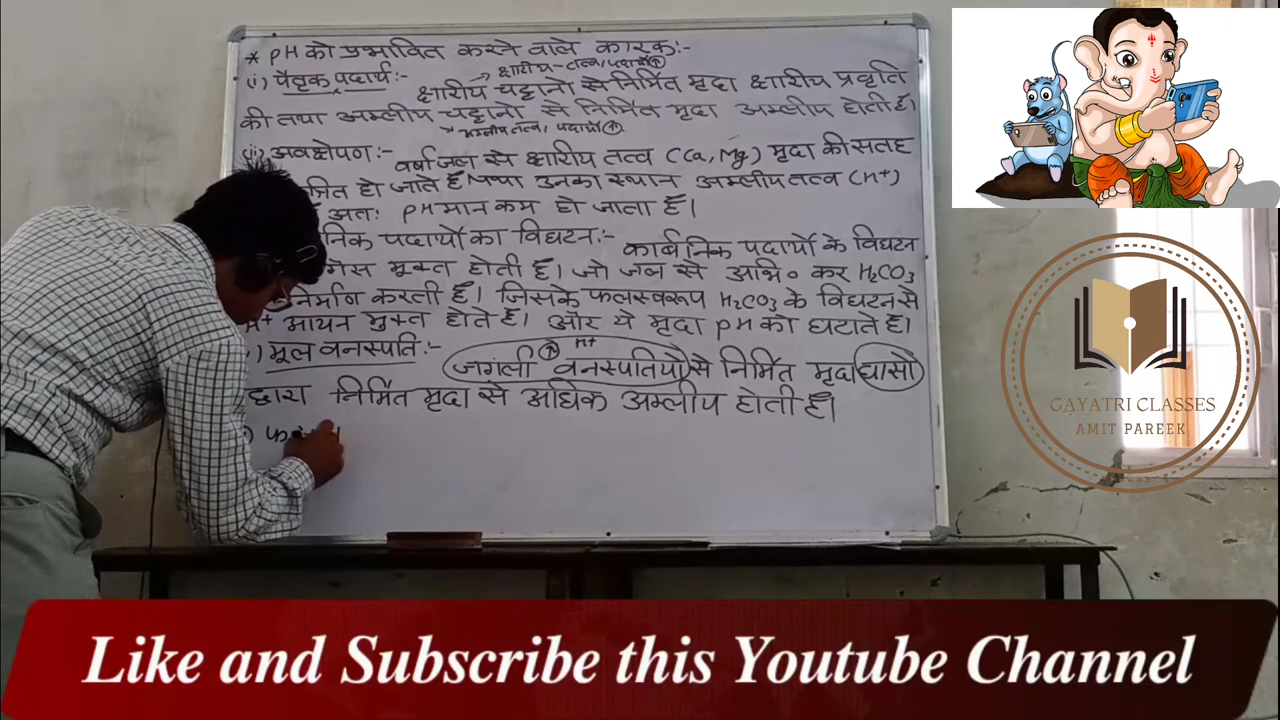 * pH को प्रभावित करने वाले कारक:-
(i) पैतृक पदार्थ:-
→ क्षारीय-तत्व/पदार्थ↑
क्षारीय चट्टानो से निर्मित मृदा क्षारीय प्रवृति
की तथा अम्लीय चट्टानो से निर्मित मृदा अम्लीय होती है।
→ अम्लीय तत्व/पदार्थ↑
(ii) अवक्षेपण:- वर्षा जल से क्षारीय तत्व (Ca, Mg) मृदा की सतह
हो जाते है। तथा उनका स्थान अम्लीय तत्व (H+)
अतः pH मान कम हो जाता है।
निक पदार्थो का विघटन:- कार्बनिक पदार्थो के विघटन
गैस मुक्त होती है। जो जल से अभि० कर H₂CO₃
निर्माण करती है। जिसके फलस्वरूप H₂CO₃ के विघटन से
H+ आयन मुक्त होते है। और ये मृदा pH को घटाते है।
) मूल वनस्पति:- जगंली वनस्पतियो से निर्मित मृदा घासो
↑ H+
द्वारा निर्मित मृदा से अधिक अम्लीय होती है।
GAYATRI CLASSES
AMIT PAREEK
Like and Subscribe this Youtube Channel